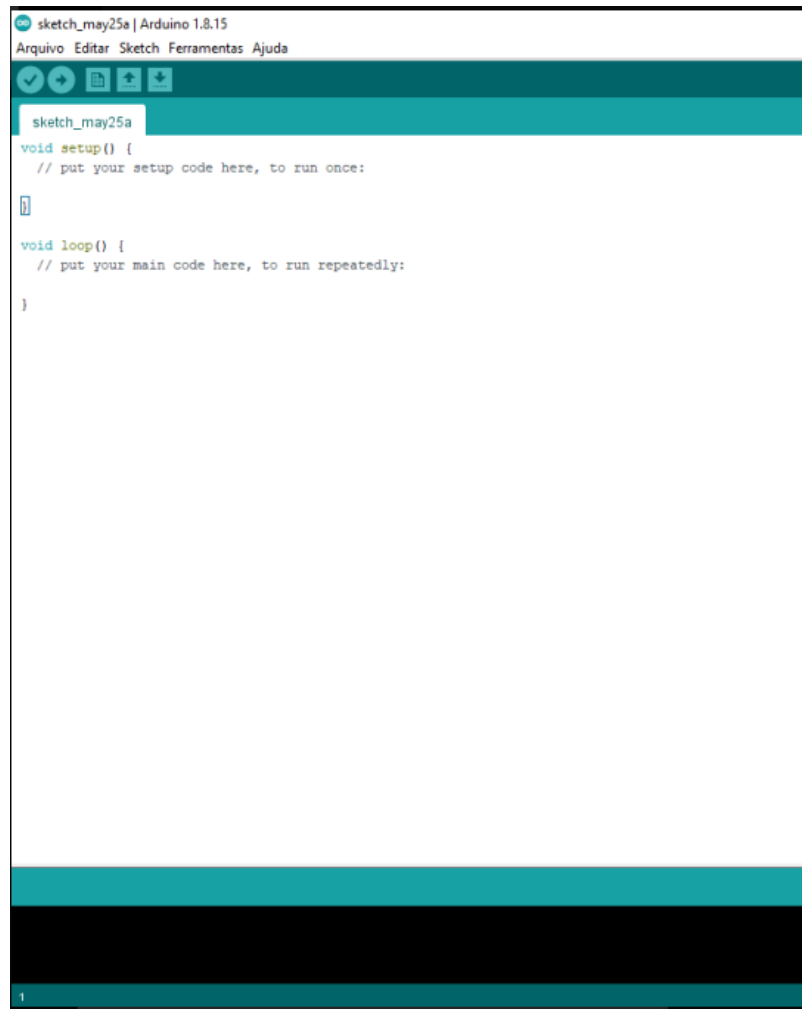 sketch_may25a | Arduino 1.8.15
Arquivo Editar Sketch Ferramentas Ajuda
sketch_may25a
void setup() {
  // put your setup code here, to run once:
}
void loop() {
  // put your main code here, to run repeatedly:
}
1